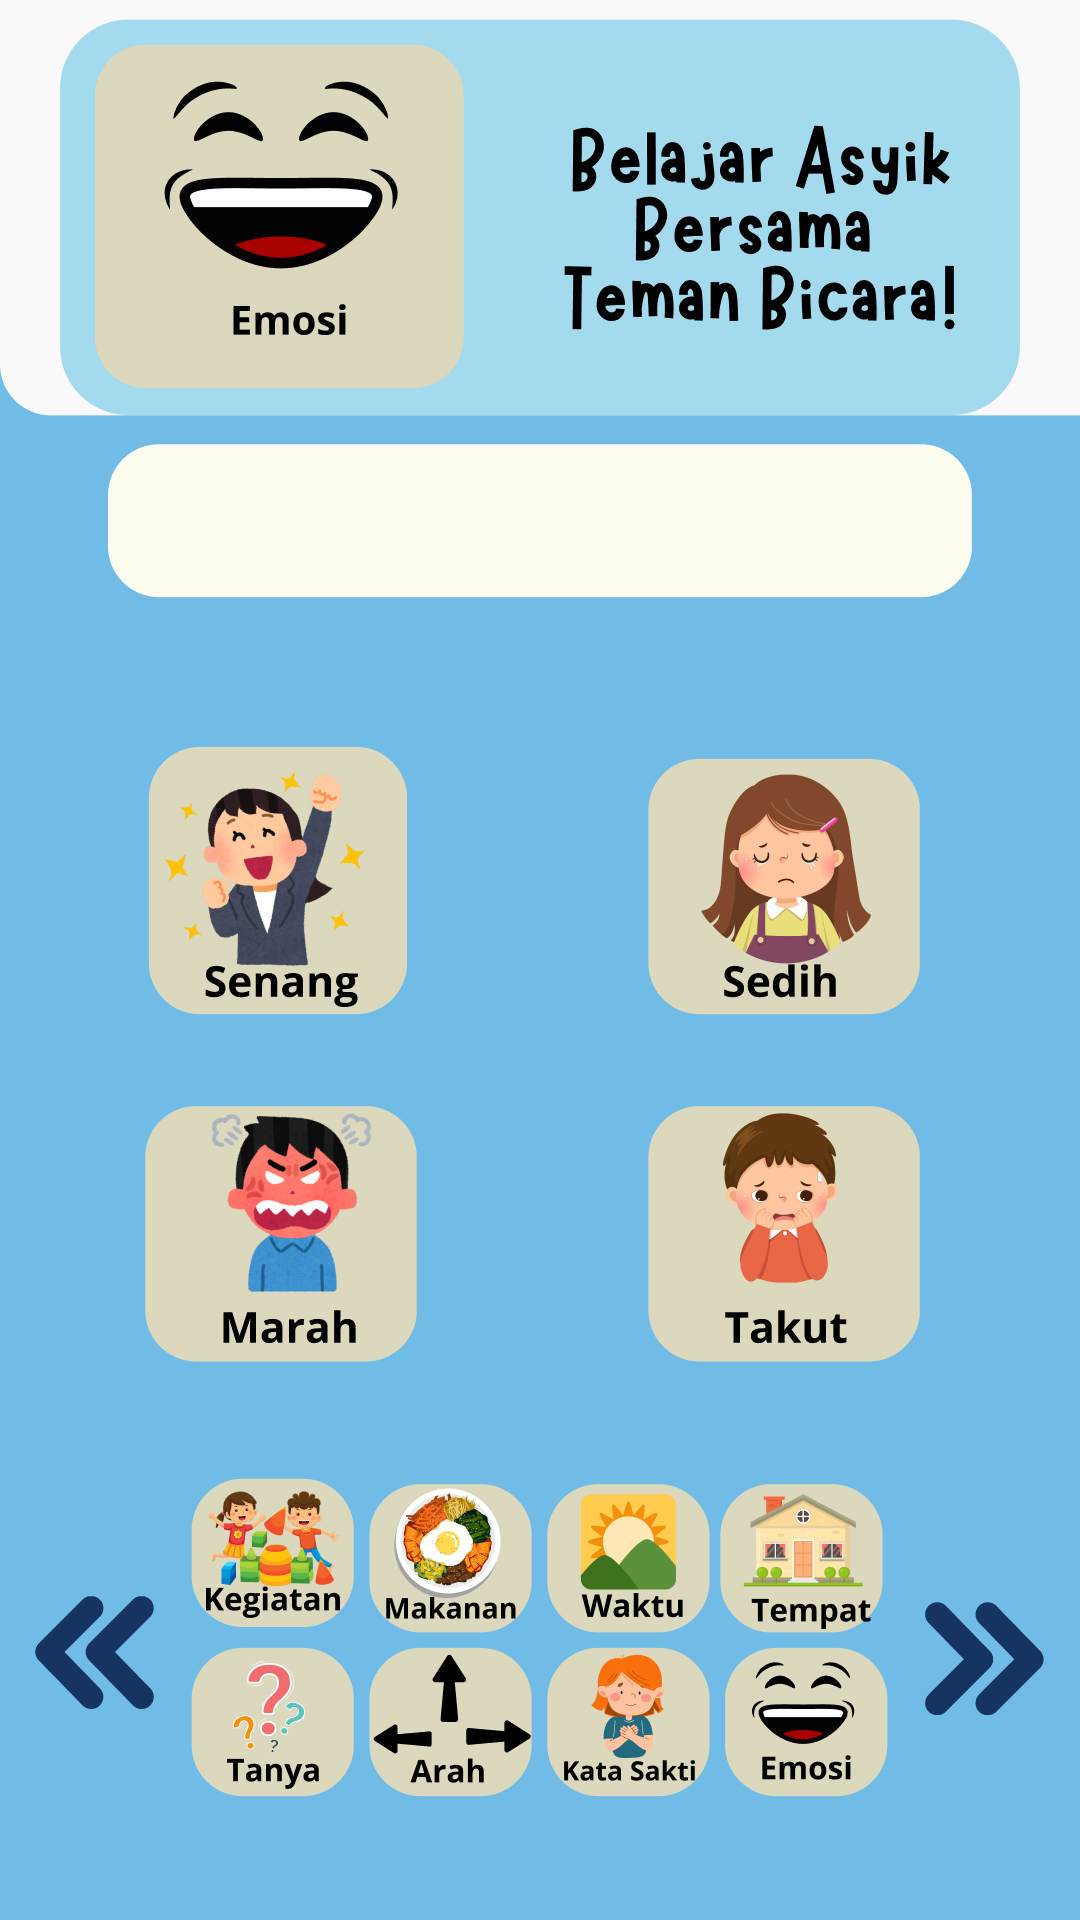 Emosi
Belajar Asyik
Bersama
Teman Bicara!
Senang
Sedih
Marah
Takut
Kegiatan
Makanan
Waktu
Tempat
Tanya
Arah
Kata Sakti
Emosi